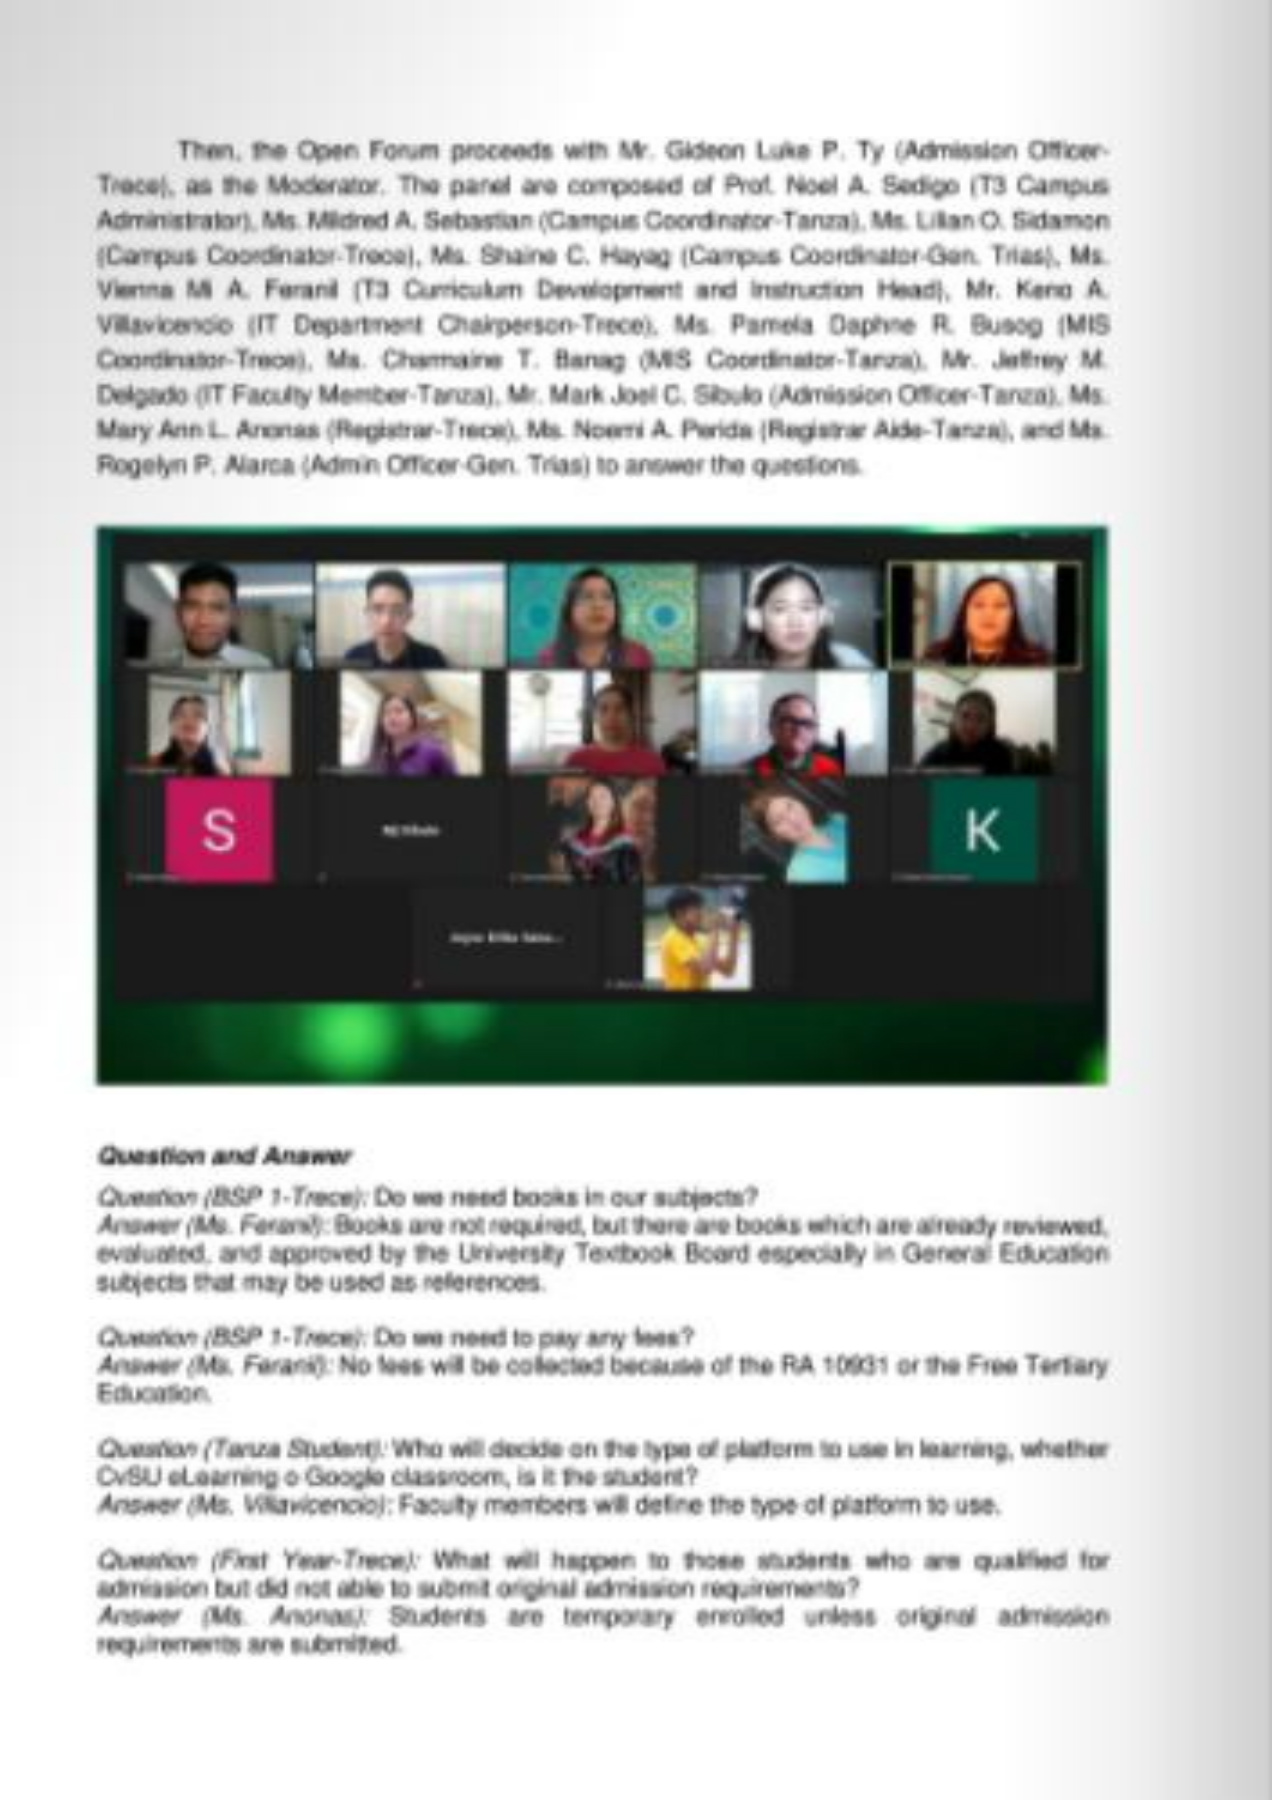 Then, the Open Forum proceeds with Mr. Gideon Luke P. Ty (Admission Officer-
Trece), as the Moderator. The panel are composed of Prof. Noel A. Sedigo (T3 Campus
Administrator), Ms. Mildred A. Sebastian (Campus Coordinator-Tanza), Ms. Lilian O. Sidamon
(Campus Coordinator-Trece), Ms. Shaine C. Hayag (Campus Coordinator-Gen. Trias), Ms.
Vienna Mi A. Feranil (T3 Curriculum Development and Instruction Head), Mr. Keno A.
Villavicencio (IT Department Chairperson-Trece), Ms. Pamela Daphne R. Busog (MIS
Coordinator-Trece), Ms. Charmaine T. Banag (MIS Coordinator-Tanza), Mr. Jeffrey M.
Delgado (IT Faculty Member-Tanza), Mr. Mark Joel C. Sibulo (Admission Officer-Tanza), Ms.
Mary Ann L. Anonas (Registrar-Trece), Ms. Noemi A. Perida (Registrar Aide-Tanza), and Ms.
Rogelyn P. Alarca (Admin Officer-Gen. Trias) to answer the questions.
S
K
Question and Answer
Question (BSP 1-Trece): Do we need books in our subjects?
Answer (Ms. Feranil): Books are not required, but there are books which are already reviewed,
evaluated, and approved by the University Textbook Board especially in General Education
subjects that may be used as references.
Question (BSP 1-Trece): Do we need to pay any fees?
Answer (Ms. Feranil): No fees will be collected because of the RA 10931 or the Free Tertiary
Education.
Question (Tanza Student): Who will decide on the type of platform to use in learning, whether
CvSU eLearning o Google classroom, is it the student?
Answer (Ms. Villavicencio): Faculty members will define the type of platform to use.
Question (First Year-Trece): What will happen to those students who are qualified for
admission but did not able to submit original admission requirements?
Answer (Ms. Anonas): Students are temporary enrolled unless original admission
requirements are submitted.